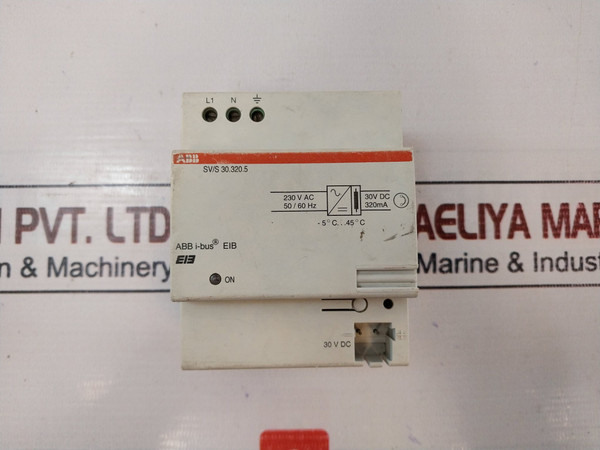 L1 N
ABB
SV/S 30.320.5
230 V AC
50 / 60 Hz
30V DC
320mA
- 5° C...45° C
ABB i-bus® EIB
EIB
ON
30 V DC
PVT. LTD
n & Machinery
AELIYA MAR
Marine & Indust